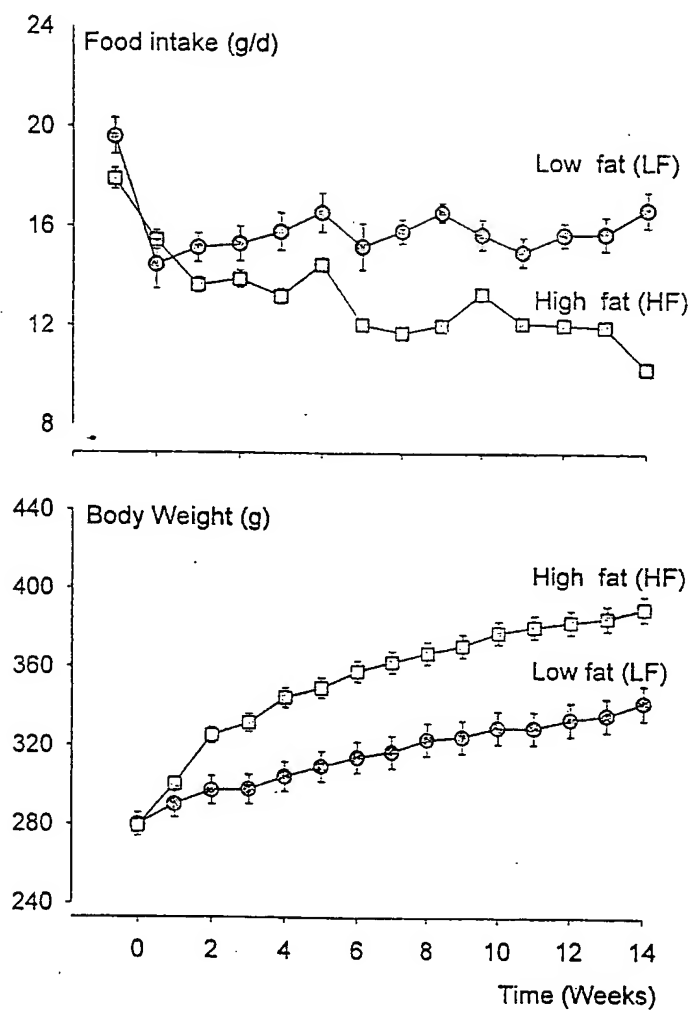 24
Food intake (g/d)
20
Low fat (LF)
16
High fat (HF)
12
8
440
Body Weight (g)
400
High fat (HF)
360
Low fat (LF)
320
280
240
0 2 4 6 8 10 12 14
Time (Weeks)